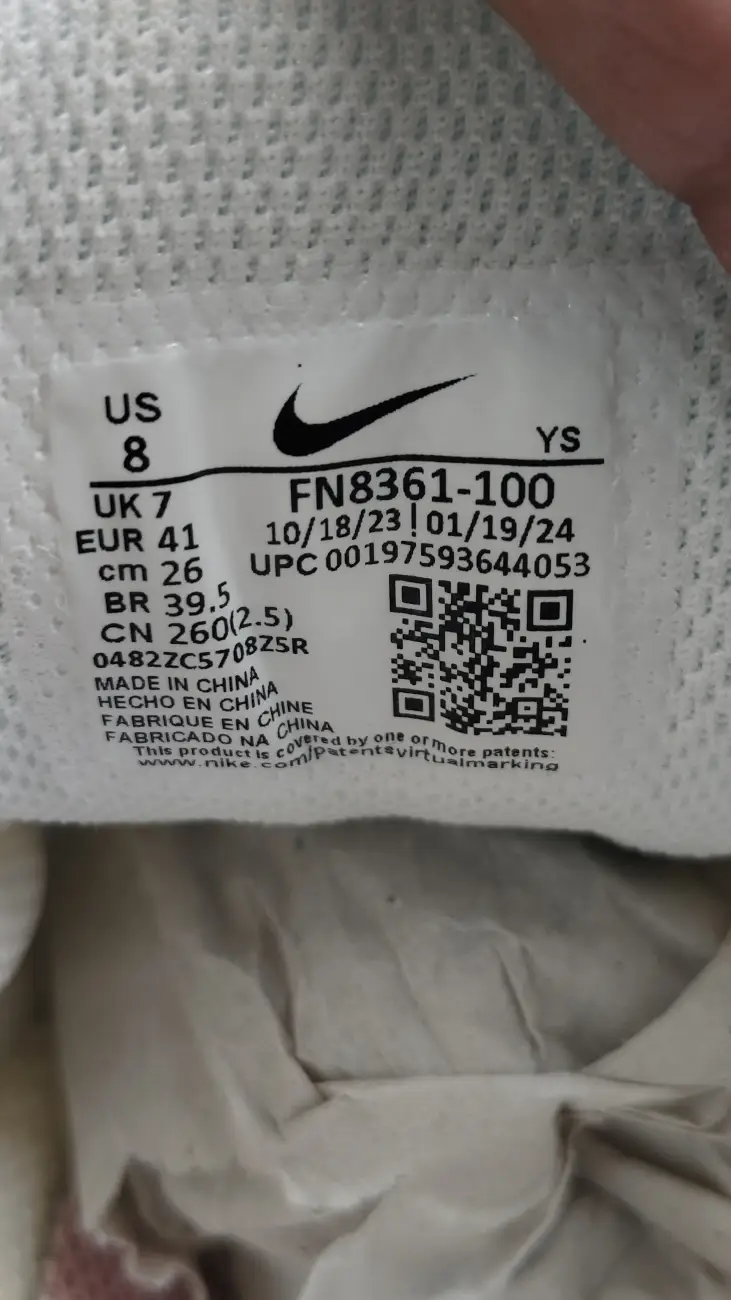 US
8
YS
UK 7
EUR 41
cm 26
BR 39.5
CN 260(2.5)
0482ZC5708Z5R
FN8361-100
10/18/23 | 01/19/24
UPC 00197593644053
MADE IN CHINA
HECHO EN CHINA
FABRIQUE EN CHINE
FABRICADO NA CHINA
This product is covered by one or more patents:
www.nike.com/Patentsvirtualmarking